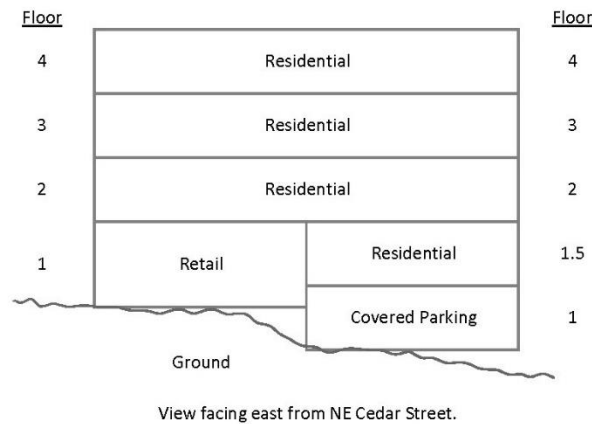 Floor
Floor
4
Residential
4
3
Residential
3
2
Residential
2
1
Retail
Residential
1.5
Covered Parking
1
Ground
View facing east from NE Cedar Street.